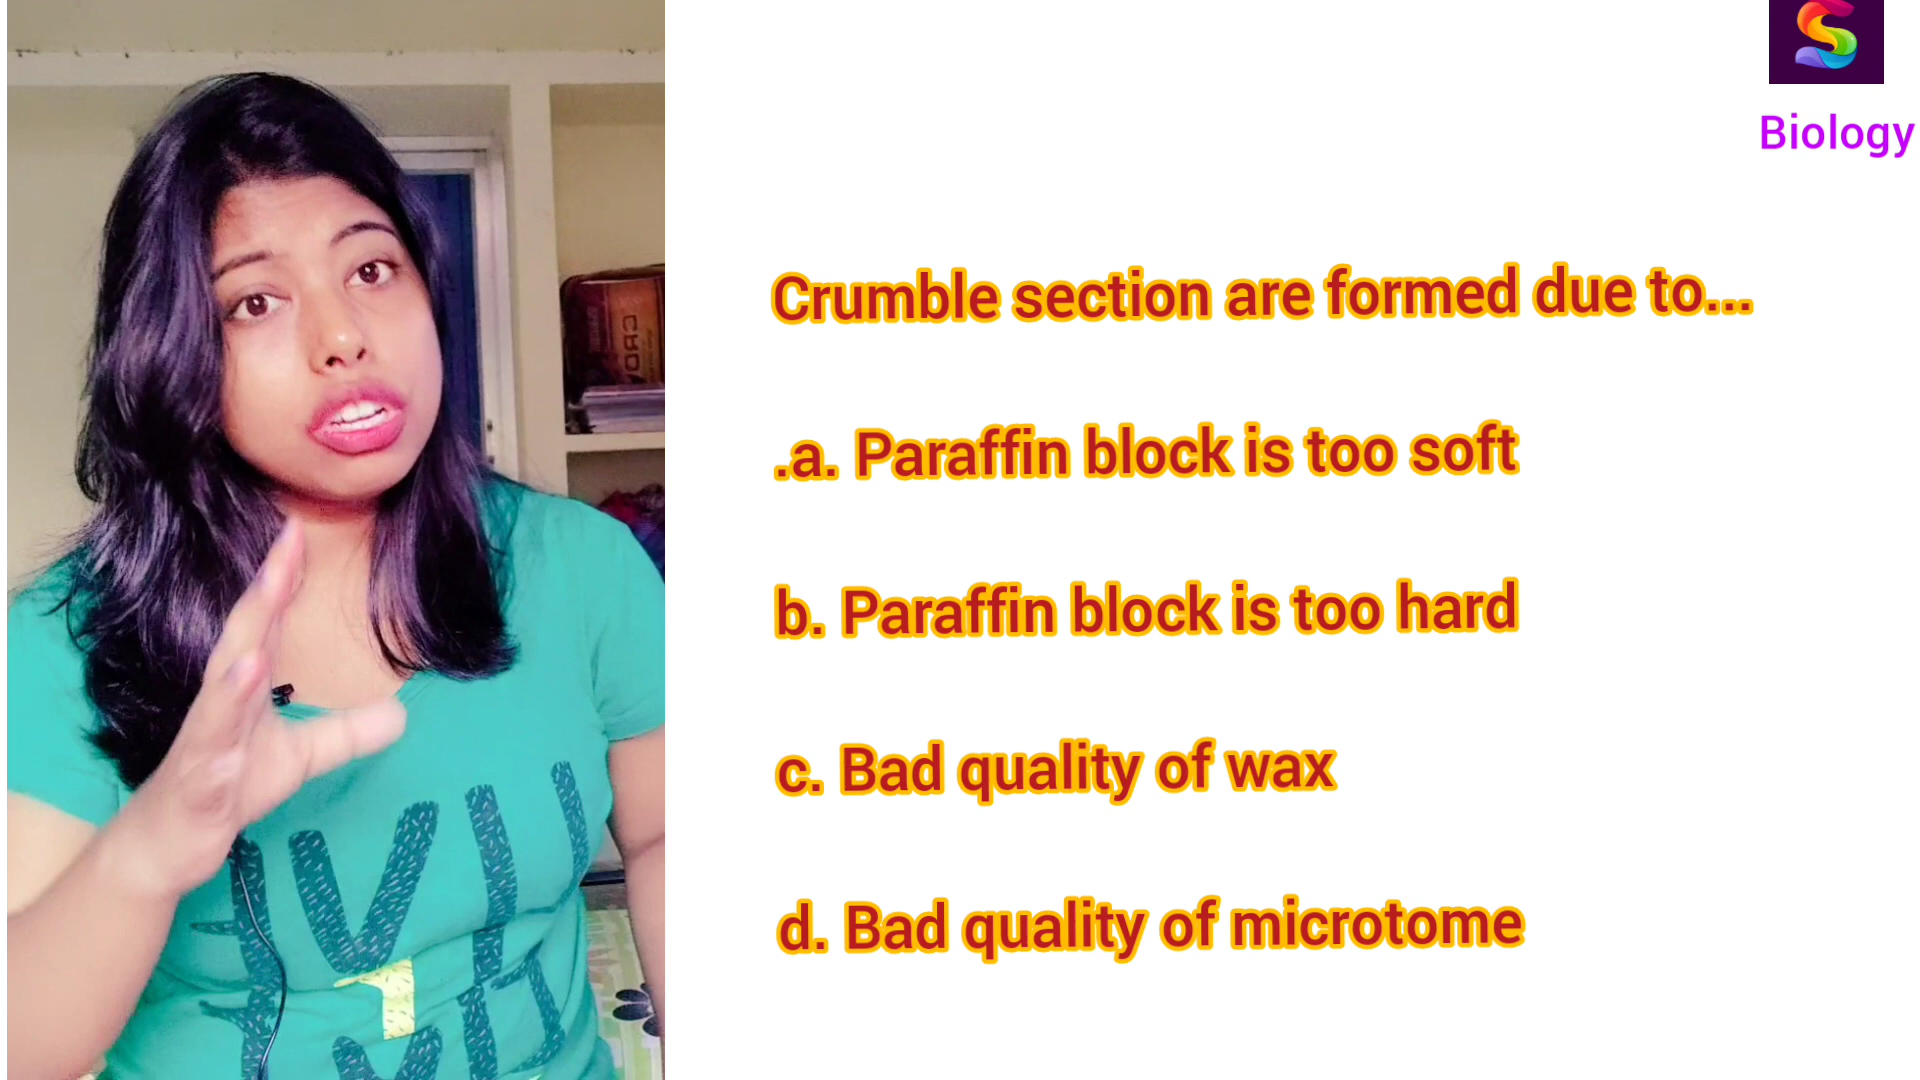 Biology
Crumble section are formed due to...
.a. Paraffin block is too soft
b. Paraffin block is too hard
c. Bad quality of wax
d. Bad quality of microtome